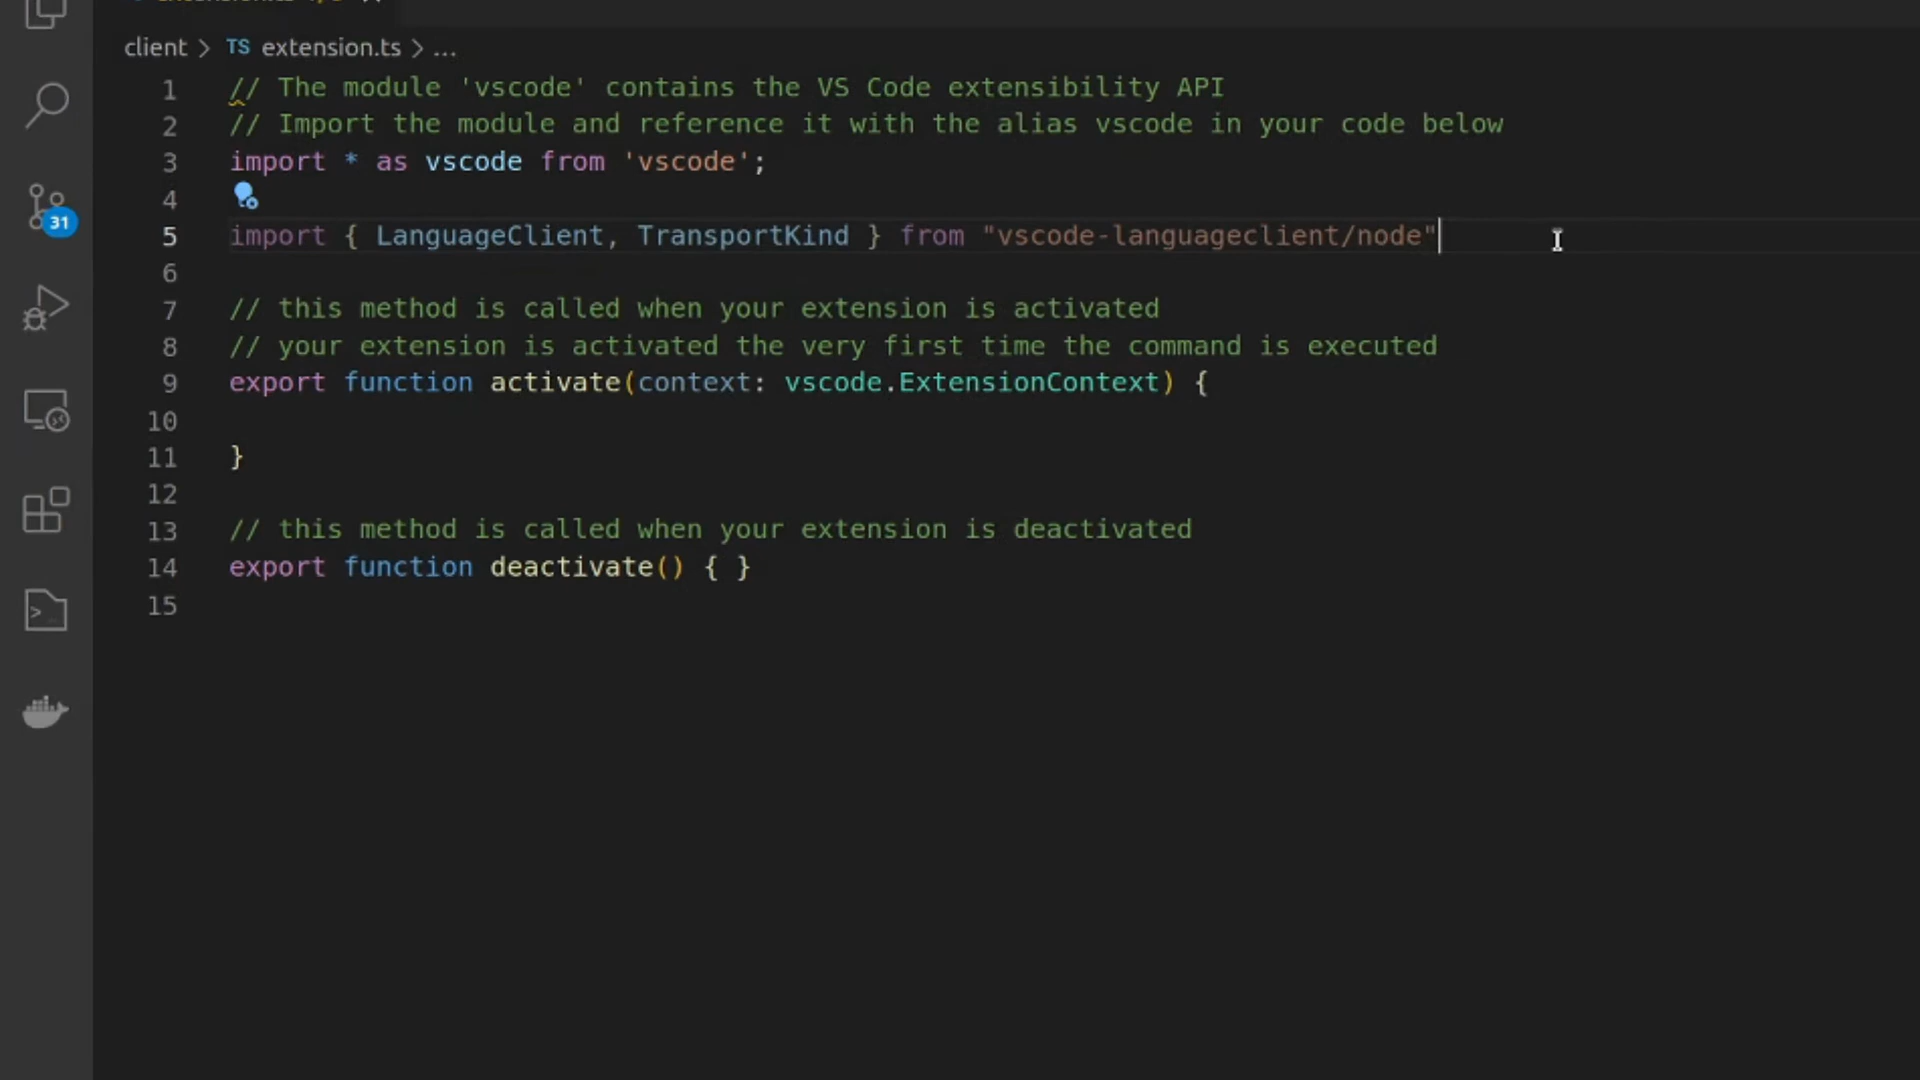 client > TS extension.ts > ...
1 // The module 'vscode' contains the VS Code extensibility API
2 // Import the module and reference it with the alias vscode in your code below
3 import * as vscode from 'vscode';
4
5 import { LanguageClient, TransportKind } from "vscode-languageclient/node"
6
7 // this method is called when your extension is activated
8 // your extension is activated the very first time the command is executed
9 export function activate(context: vscode.ExtensionContext) {
10
11 }
12
13 // this method is called when your extension is deactivated
14 export function deactivate() { }
15
31